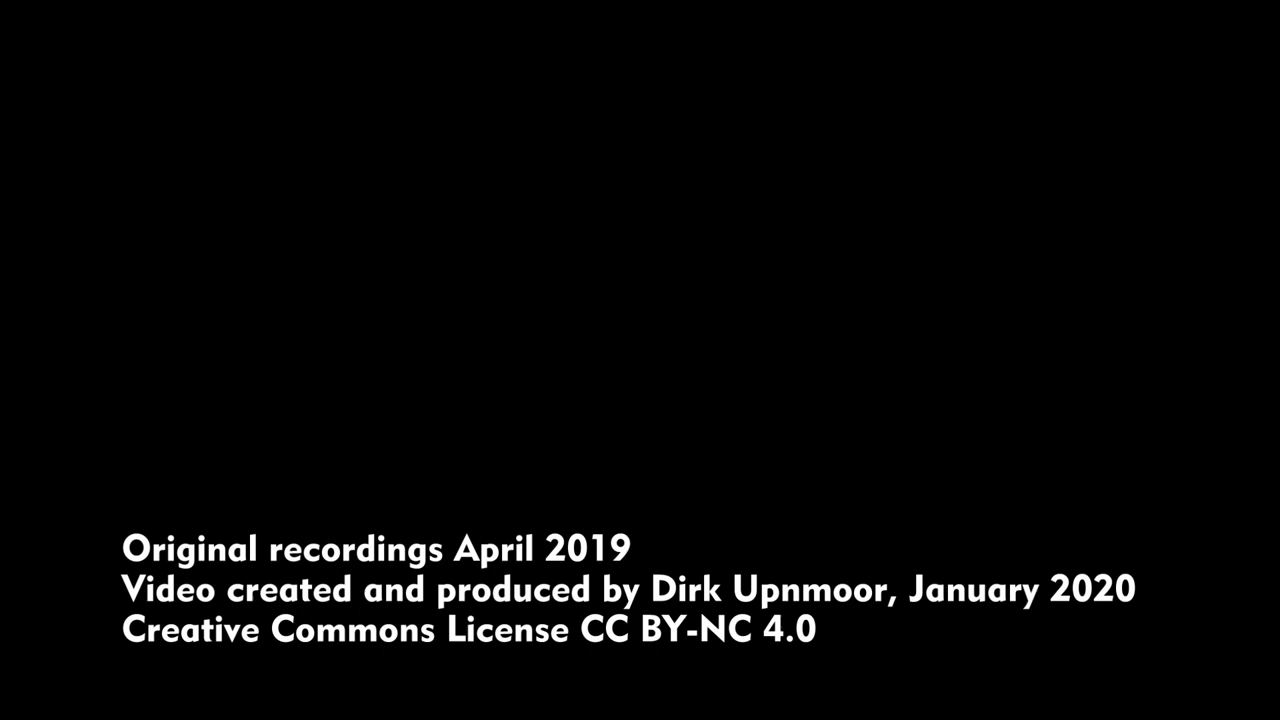 Original recordings April 2019
Video created and produced by Dirk Upnmoor, January 2020
Creative Commons License CC BY-NC 4.0